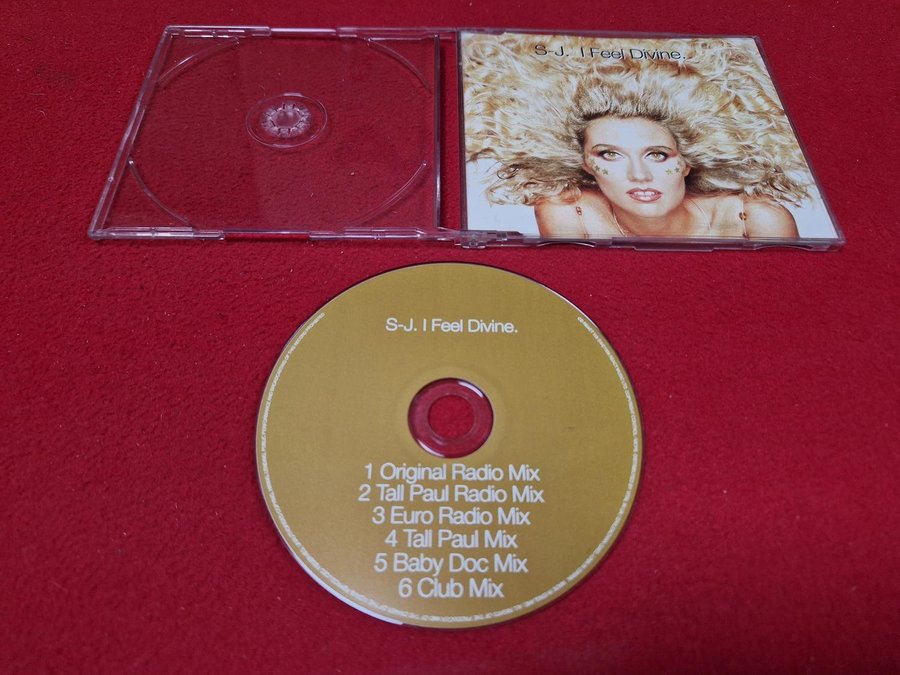 S-J. I Feel Divine.
S-J. I Feel Divine.
1 Original Radio Mix
2 Tall Paul Radio Mix
3 Euro Radio Mix
4 Tall Paul Mix
5 Baby Doc Mix
6 Club Mix